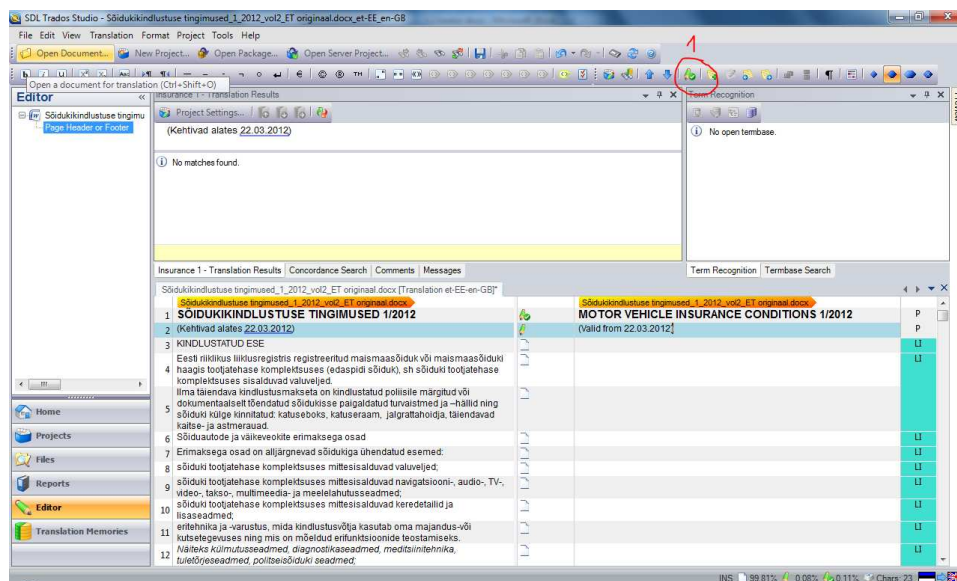 SDL Trados Studio - Sõidukikindlustuse tingimused_1_2012_vol2_ET originaal.docx_et-EE_en-GB
File Edit View Translation Format Project Tools Help
Open Document... New Project... Open Package... Open Server Project...
1
Open a document for translation (Ctrl+Shift+O)
Editor
Sõidukikindlustuse tingimu
Page Header or Footer
Insurance 1 - Translation Results
Project Settings...
(Kehtivad alates 22.03.2012)
No matches found.
Term Recognition
No open termbase.
Insurance 1 - Translation Results Concordance Search Comments Messages
Term Recognition Termbase Search
Sõidukikindlustuse tingimused_1_2012_vol2_ET originaal.docx [Translation et-EE-en-GB]*
Sõidukikindlustuse tingimused_1_2012_vol2_ET originaal.docx Sõidukikindlustuse tingimused_1_2012_vol2_ET originaal.docx
1 SÕIDUKIKINDLUSTUSE TINGIMUSED 1/2012 MOTOR VEHICLE INSURANCE CONDITIONS 1/2012 P
2 (Kehtivad alates 22.03.2012) (Valid from 22.03.2012) P
3 KINDLUSTATUD ESE LI
Eesti riiklikus liiklusregistris registreeritud maismaasõiduk või maismaasõiduki
4 haagis tootjatehase komplektsuses (edaspidi sõiduk), sh sõiduki tootjatehase LI
komplektsuses sisalduvad valuveljed.
Ilma täiendava kindlustusmakseta on kindlustatud poliisile märgitud või
dokumentaalselt tõendatud sõidukisse paigaldatud turvaistmed ja –hällid ning
5 sõiduki külge kinnitatud: katuseboks, katuseraam, jalgrattahoidja, täiendavad LI
kaitse- ja astmerauad.
6 Sõiduautode ja väikeveokite erimaksega osad LI
7 Erimaksega osad on alljärgnevad sõidukiga ühendatud esemed: LI
8 sõiduki tootjatehase komplektsuses mittesisalduvad valuveljed; LI
9 sõiduki tootjatehase komplektsuses mittesisalduvad navigatsiooni-, audio-, TV-, LI
video-, takso-, multimeedia- ja meelelahutusseadmed;
10 sõiduki tootjatehase komplektsuses mittesisalduvad keredetailid ja LI
lisaseadmed;
11 eritehnika ja -varustus, mida kindlustusvõtja kasutab oma majandus-või LI
kutsetegevuses ning mis on mõeldud erifunktsioonide teostamiseks.
12 Näiteks külmutusseadmed, diagnostikaseadmed, meditsiinitehnika, LI
tuletõrjeseadmed, politseisõiduki seadmed;
Home
Projects
Files
Reports
Editor
Translation Memories
INS 99.81% 0.08% 0.11% Chars: 23